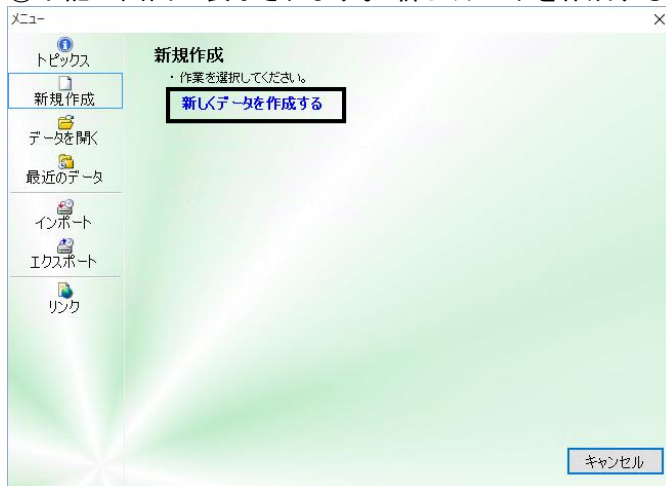 メニュー
トピックス
新規作成
データを開く
最近のデータ
インポート
エクスポート
リンク
新規作成
・作業を選択してください。
新しくデータを作成する
キャンセル